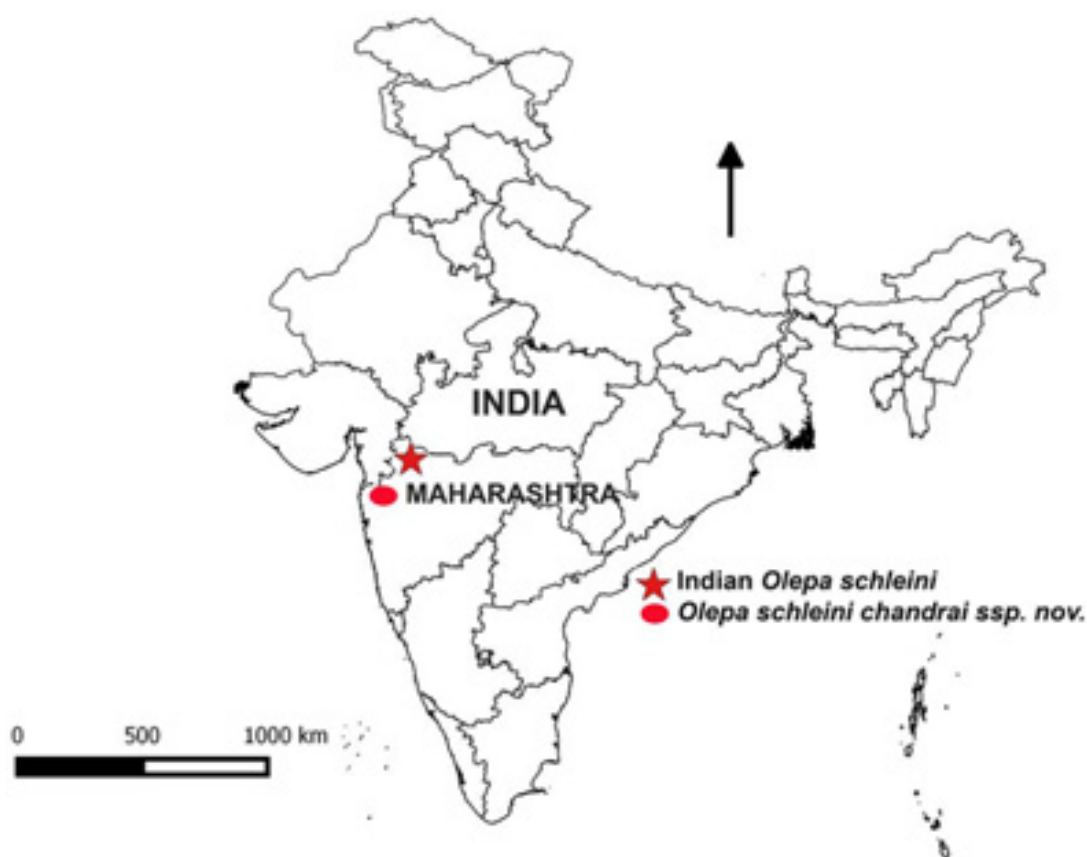 INDIA
MAHARASHTRA
Indian Olepa schleini
Olepa schleini chandrai ssp. nov.
0 500 1000 km